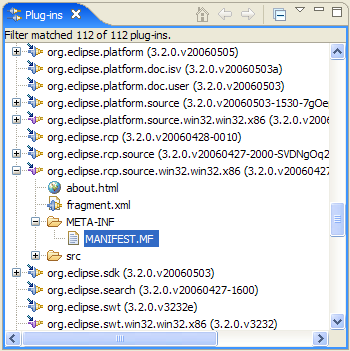 Plug-ins
Filter matched 112 of 112 plug-ins.
org.eclipse.platform (3.2.0.v20060505)
org.eclipse.platform.doc.isv (3.2.0.v20060503a)
org.eclipse.platform.doc.user (3.2.0.v20060503)
org.eclipse.platform.source (3.2.0.v20060503-1530-7gOe
org.eclipse.platform.source.win32.win32.x86 (3.2.0.v20060
org.eclipse.rcp (3.2.0.v20060428-0010)
org.eclipse.rcp.source (3.2.0.v20060427-2000-SVDNgOq2
org.eclipse.rcp.source.win32.win32.x86 (3.2.0.v20060427
about.html
fragment.xml
META-INF
MANIFEST.MF
src
org.eclipse.sdk (3.2.0.v20060503)
org.eclipse.search (3.2.0.v20060427-1600)
org.eclipse.swt (3.2.0.v3232e)
org.eclipse.swt.win32.win32.x86 (3.2.0.v3232)